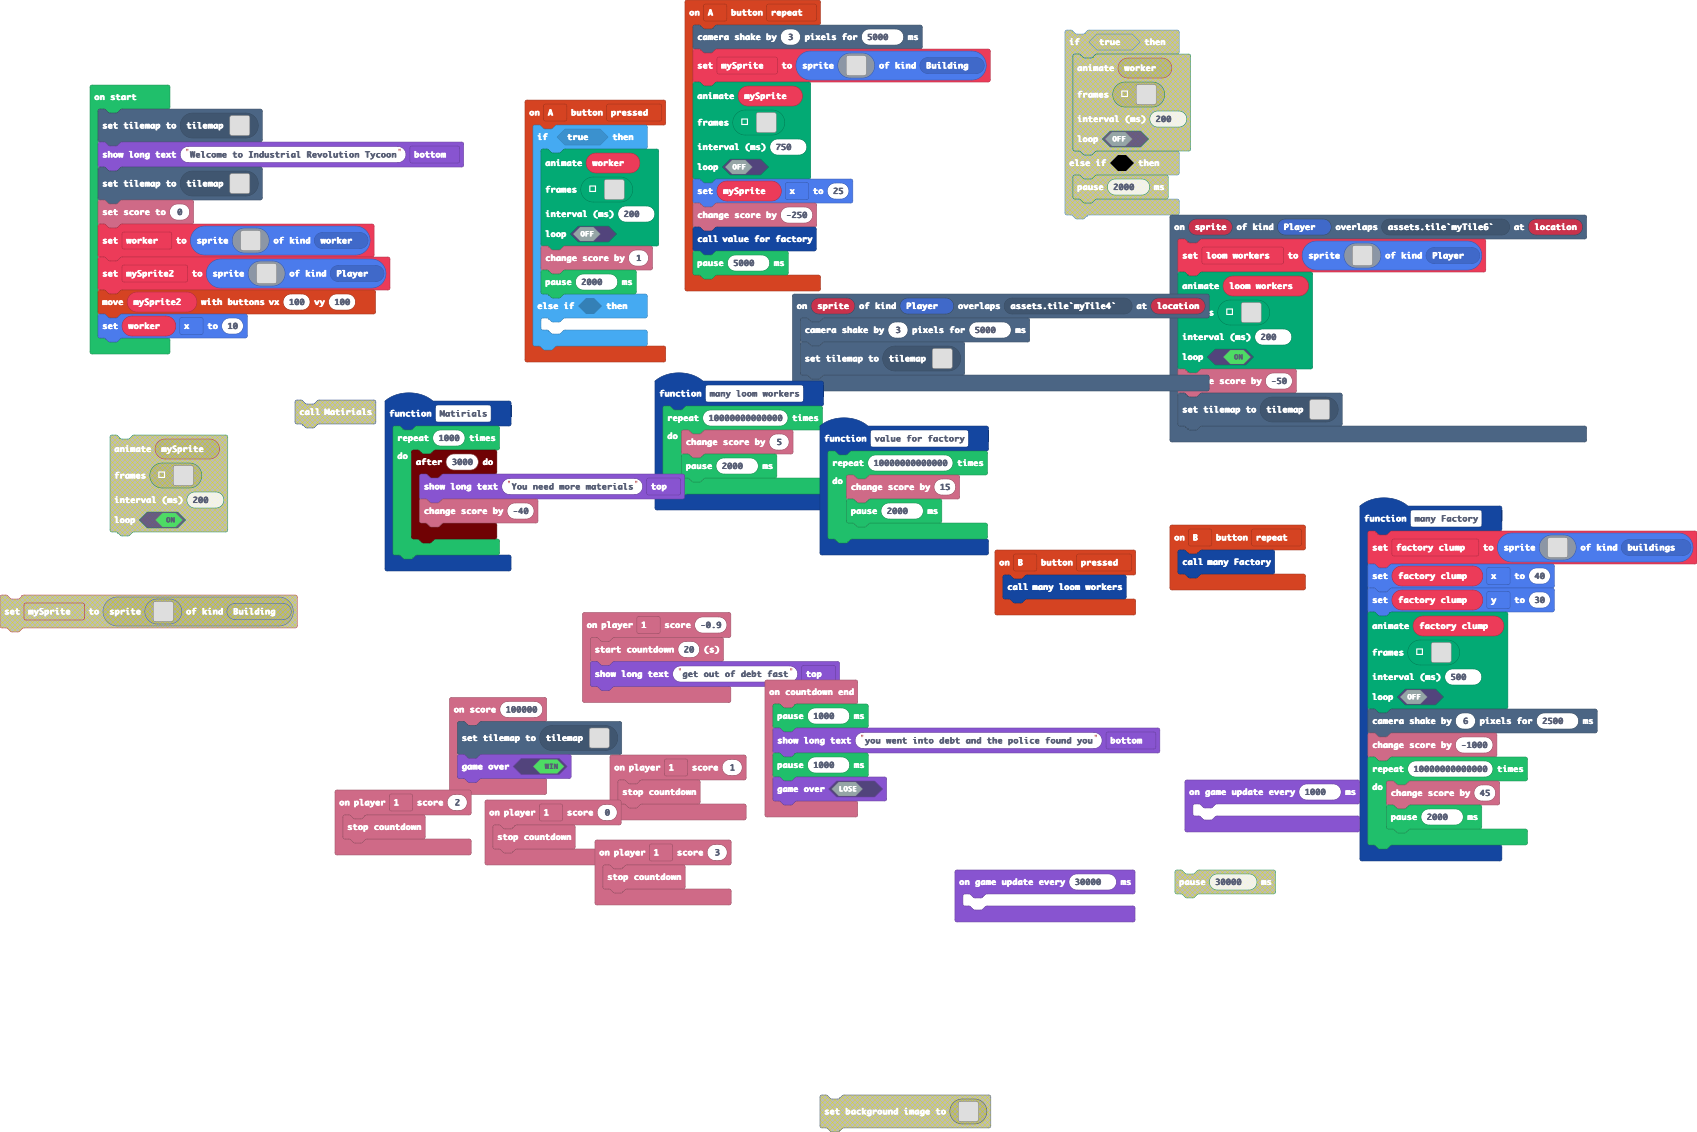 on start
set tilemap to tilemap
show long text "Welcome to Industrial Revolution Tycoon" bottom
set tilemap to tilemap
set score to 0
set worker to sprite of kind worker
set mySprite2 to sprite of kind Player
move mySprite2 with buttons vx 100 vy 100
set worker x to 10
on A button pressed
if true then
animate worker
frames
interval (ms) 200
loop OFF
change score by 1
pause 2000 ms
else if then
on A button repeat
camera shake by 3 pixels for 5000 ms
set mySprite to sprite of kind Building
animate mySprite
frames
interval (ms) 750
loop OFF
set mySprite x to 25
change score by -250
call value for factory
pause 5000 ms
if true then
animate worker
frames
interval (ms) 200
loop OFF
else if then
pause 2000 ms
on sprite of kind Player overlaps assets.tile`myTile6` at location
set loom workers to sprite of kind Player
animate loom workers
s
interval (ms) 200
loop ON
e score by -50
set tilemap to tilemap
on sprite of kind Player overlaps assets.tile`myTile4` at location
camera shake by 3 pixels for 5000 ms
set tilemap to tilemap
call Matirials
animate mySprite
frames
interval (ms) 200
loop ON
function Matirials
repeat 1000 times
do after 3000 do
show long text "You need more materials" top
change score by -40
function many loom workers
repeat 10000000000000 times
do change score by 5
pause 2000 ms
function value for factory
repeat 10000000000000 times
do change score by 15
pause 2000 ms
on B button pressed
call many loom workers
on B button repeat
call many Factory
function many Factory
set factory clump to sprite of kind buildings
set factory clump x to 40
set factory clump y to 30
animate factory clump
frames
interval (ms) 500
loop OFF
camera shake by 6 pixels for 2500 ms
change score by -1000
repeat 10000000000000 times
do change score by 45
pause 2000 ms
set mySprite to sprite of kind Building
on player 1 score -0.9
start countdown 20 (s)
show long text "get out of debt fast" top
on countdown end
pause 1000 ms
show long text "you went into debt and the police found you" bottom
pause 1000 ms
game over LOSE
on score 100000
set tilemap to tilemap
game over WIN
on player 1 score 1
stop countdown
on player 1 score 2
stop countdown
on player 1 score 0
stop countdown
on player 1 score 3
stop countdown
on game update every 1000 ms
on game update every 30000 ms
pause 30000 ms
set background image to